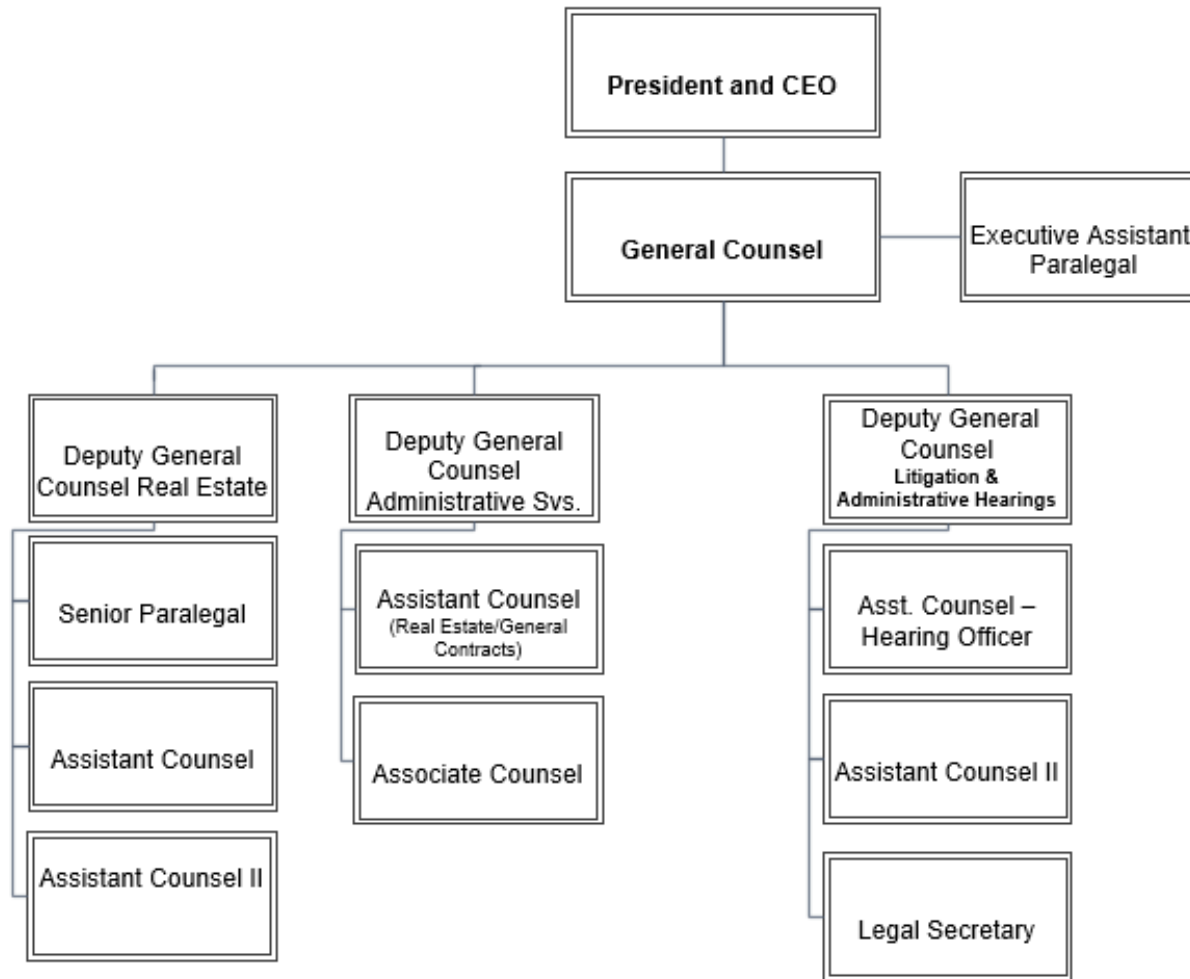 President and CEO
General Counsel
Executive Assistant
Paralegal
Deputy General
Counsel Real Estate
Senior Paralegal
Assistant Counsel
Assistant Counsel II
Deputy General
Counsel
Administrative Svs.
Assistant Counsel
(Real Estate/General
Contracts)
Associate Counsel
Deputy General
Counsel
Litigation &
Administrative Hearings
Asst. Counsel –
Hearing Officer
Assistant Counsel II
Legal Secretary